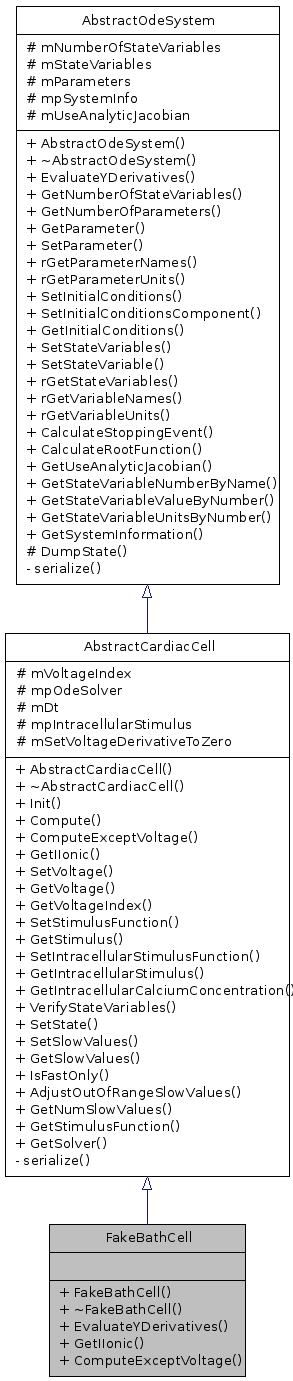 AbstractOdeSystem
# mNumberOfStateVariables
# mStateVariables
# mParameters
# mpSystemInfo
# mUseAnalyticJacobian
+ AbstractOdeSystem()
+ ~AbstractOdeSystem()
+ EvaluateYDerivatives()
+ GetNumberOfStateVariables()
+ GetNumberOfParameters()
+ GetParameter()
+ SetParameter()
+ rGetParameterNames()
+ rGetParameterUnits()
+ SetInitialConditions()
+ SetInitialConditionsComponent()
+ GetInitialConditions()
+ SetStateVariables()
+ SetStateVariable()
+ rGetStateVariables()
+ rGetVariableNames()
+ rGetVariableUnits()
+ CalculateStoppingEvent()
+ CalculateRootFunction()
+ GetUseAnalyticJacobian()
+ GetStateVariableNumberByName()
+ GetStateVariableValueByNumber()
+ GetStateVariableUnitsByNumber()
+ GetSystemInformation()
# DumpState()
- serialize()
AbstractCardiacCell
# mVoltageIndex
# mpOdeSolver
# mDt
# mpIntracellularStimulus
# mSetVoltageDerivativeToZero
+ AbstractCardiacCell()
+ ~AbstractCardiacCell()
+ Init()
+ Compute()
+ ComputeExceptVoltage()
+ GetIIonic()
+ SetVoltage()
+ GetVoltage()
+ GetVoltageIndex()
+ SetStimulusFunction()
+ GetStimulus()
+ SetIntracellularStimulusFunction()
+ GetIntracellularStimulus()
+ GetIntracellularCalciumConcentration()
+ VerifyStateVariables()
+ SetState()
+ SetSlowValues()
+ GetSlowValues()
+ IsFastOnly()
+ AdjustOutOfRangeSlowValues()
+ GetNumSlowValues()
+ GetStimulusFunction()
+ GetSolver()
- serialize()
FakeBathCell
+ FakeBathCell()
+ ~FakeBathCell()
+ EvaluateYDerivatives()
+ GetIIonic()
+ ComputeExceptVoltage()